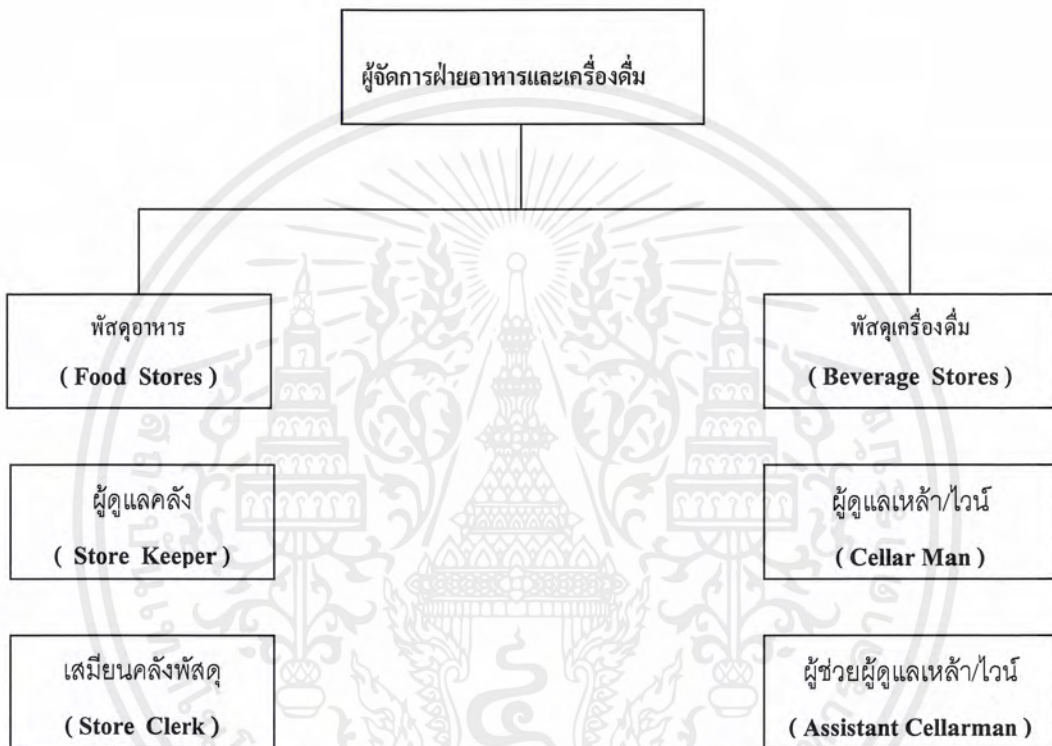 ผู้จัดการฝ่ายอาหารและเครื่องดื่ม
พัสดุอาหาร
( Food Stores )
พัสดุเครื่องดื่ม
( Beverage Stores )
ผู้ดูแลคลัง
( Store Keeper )
ผู้ดูแลเหล้า/ไวน์
( Cellar Man )
เสมียนคลังพัสดุ
( Store Clerk )
ผู้ช่วยผู้ดูแลเหล้า/ไวน์
( Assistant Cellarman )